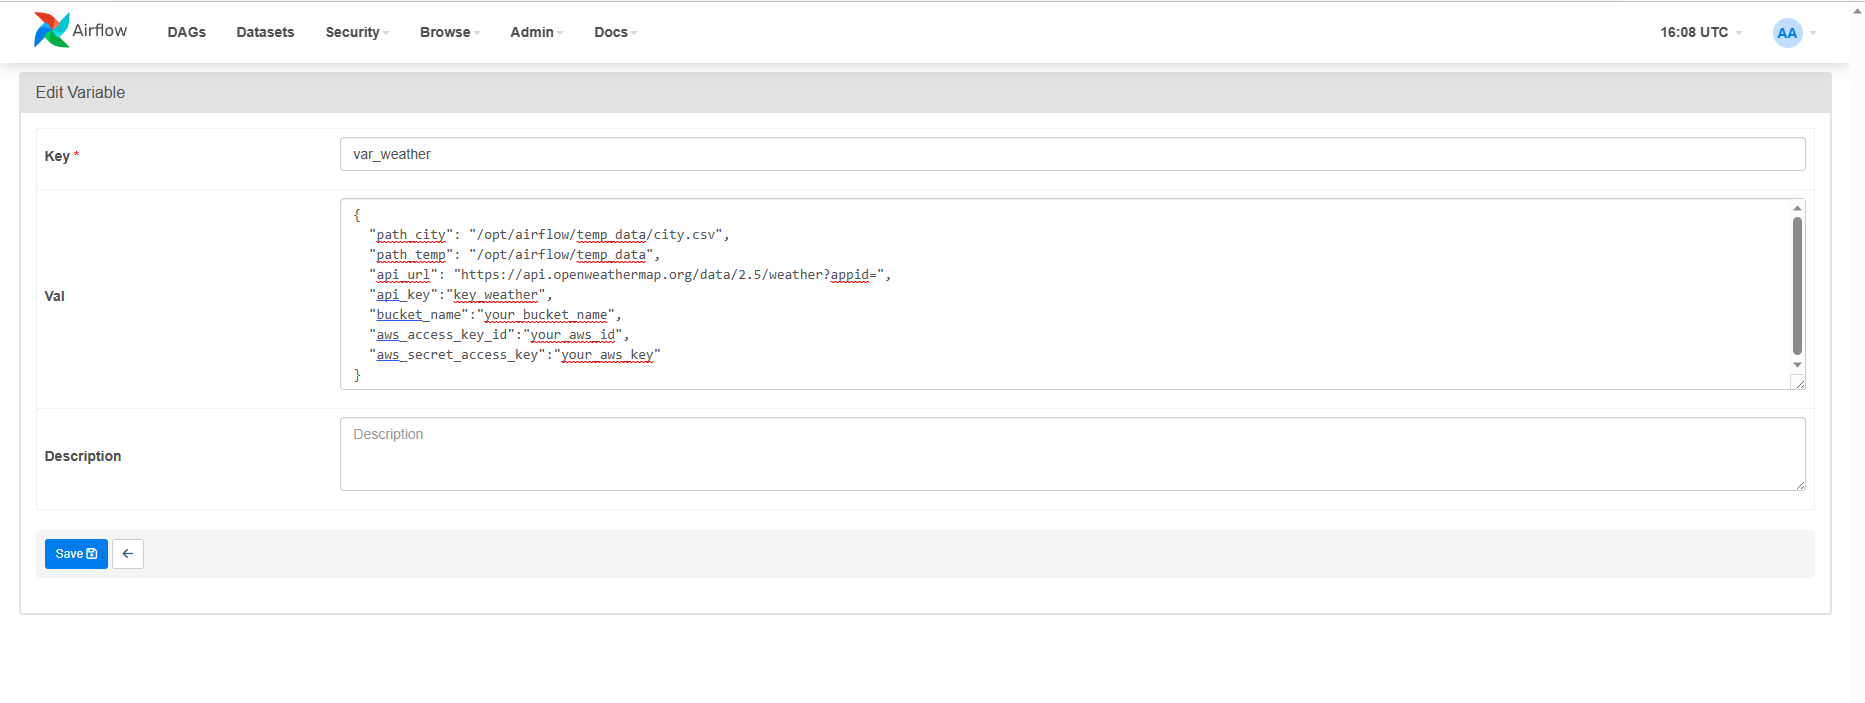 Airflow DAGs Datasets Security Browse Admin Docs 16:08 UTC AA
Edit Variable
Key * var_weather
Val
{
"path_city": "/opt/airflow/temp_data/city.csv",
"path_temp": "/opt/airflow/temp_data",
"api_url": "https://api.openweathermap.org/data/2.5/weather?appid=",
"api_key":"key_weather",
"bucket_name":"your_bucket_name",
"aws_access_key_id":"your_aws_id",
"aws_secret_access_key":"your_aws_key"
}
Description Description
Save